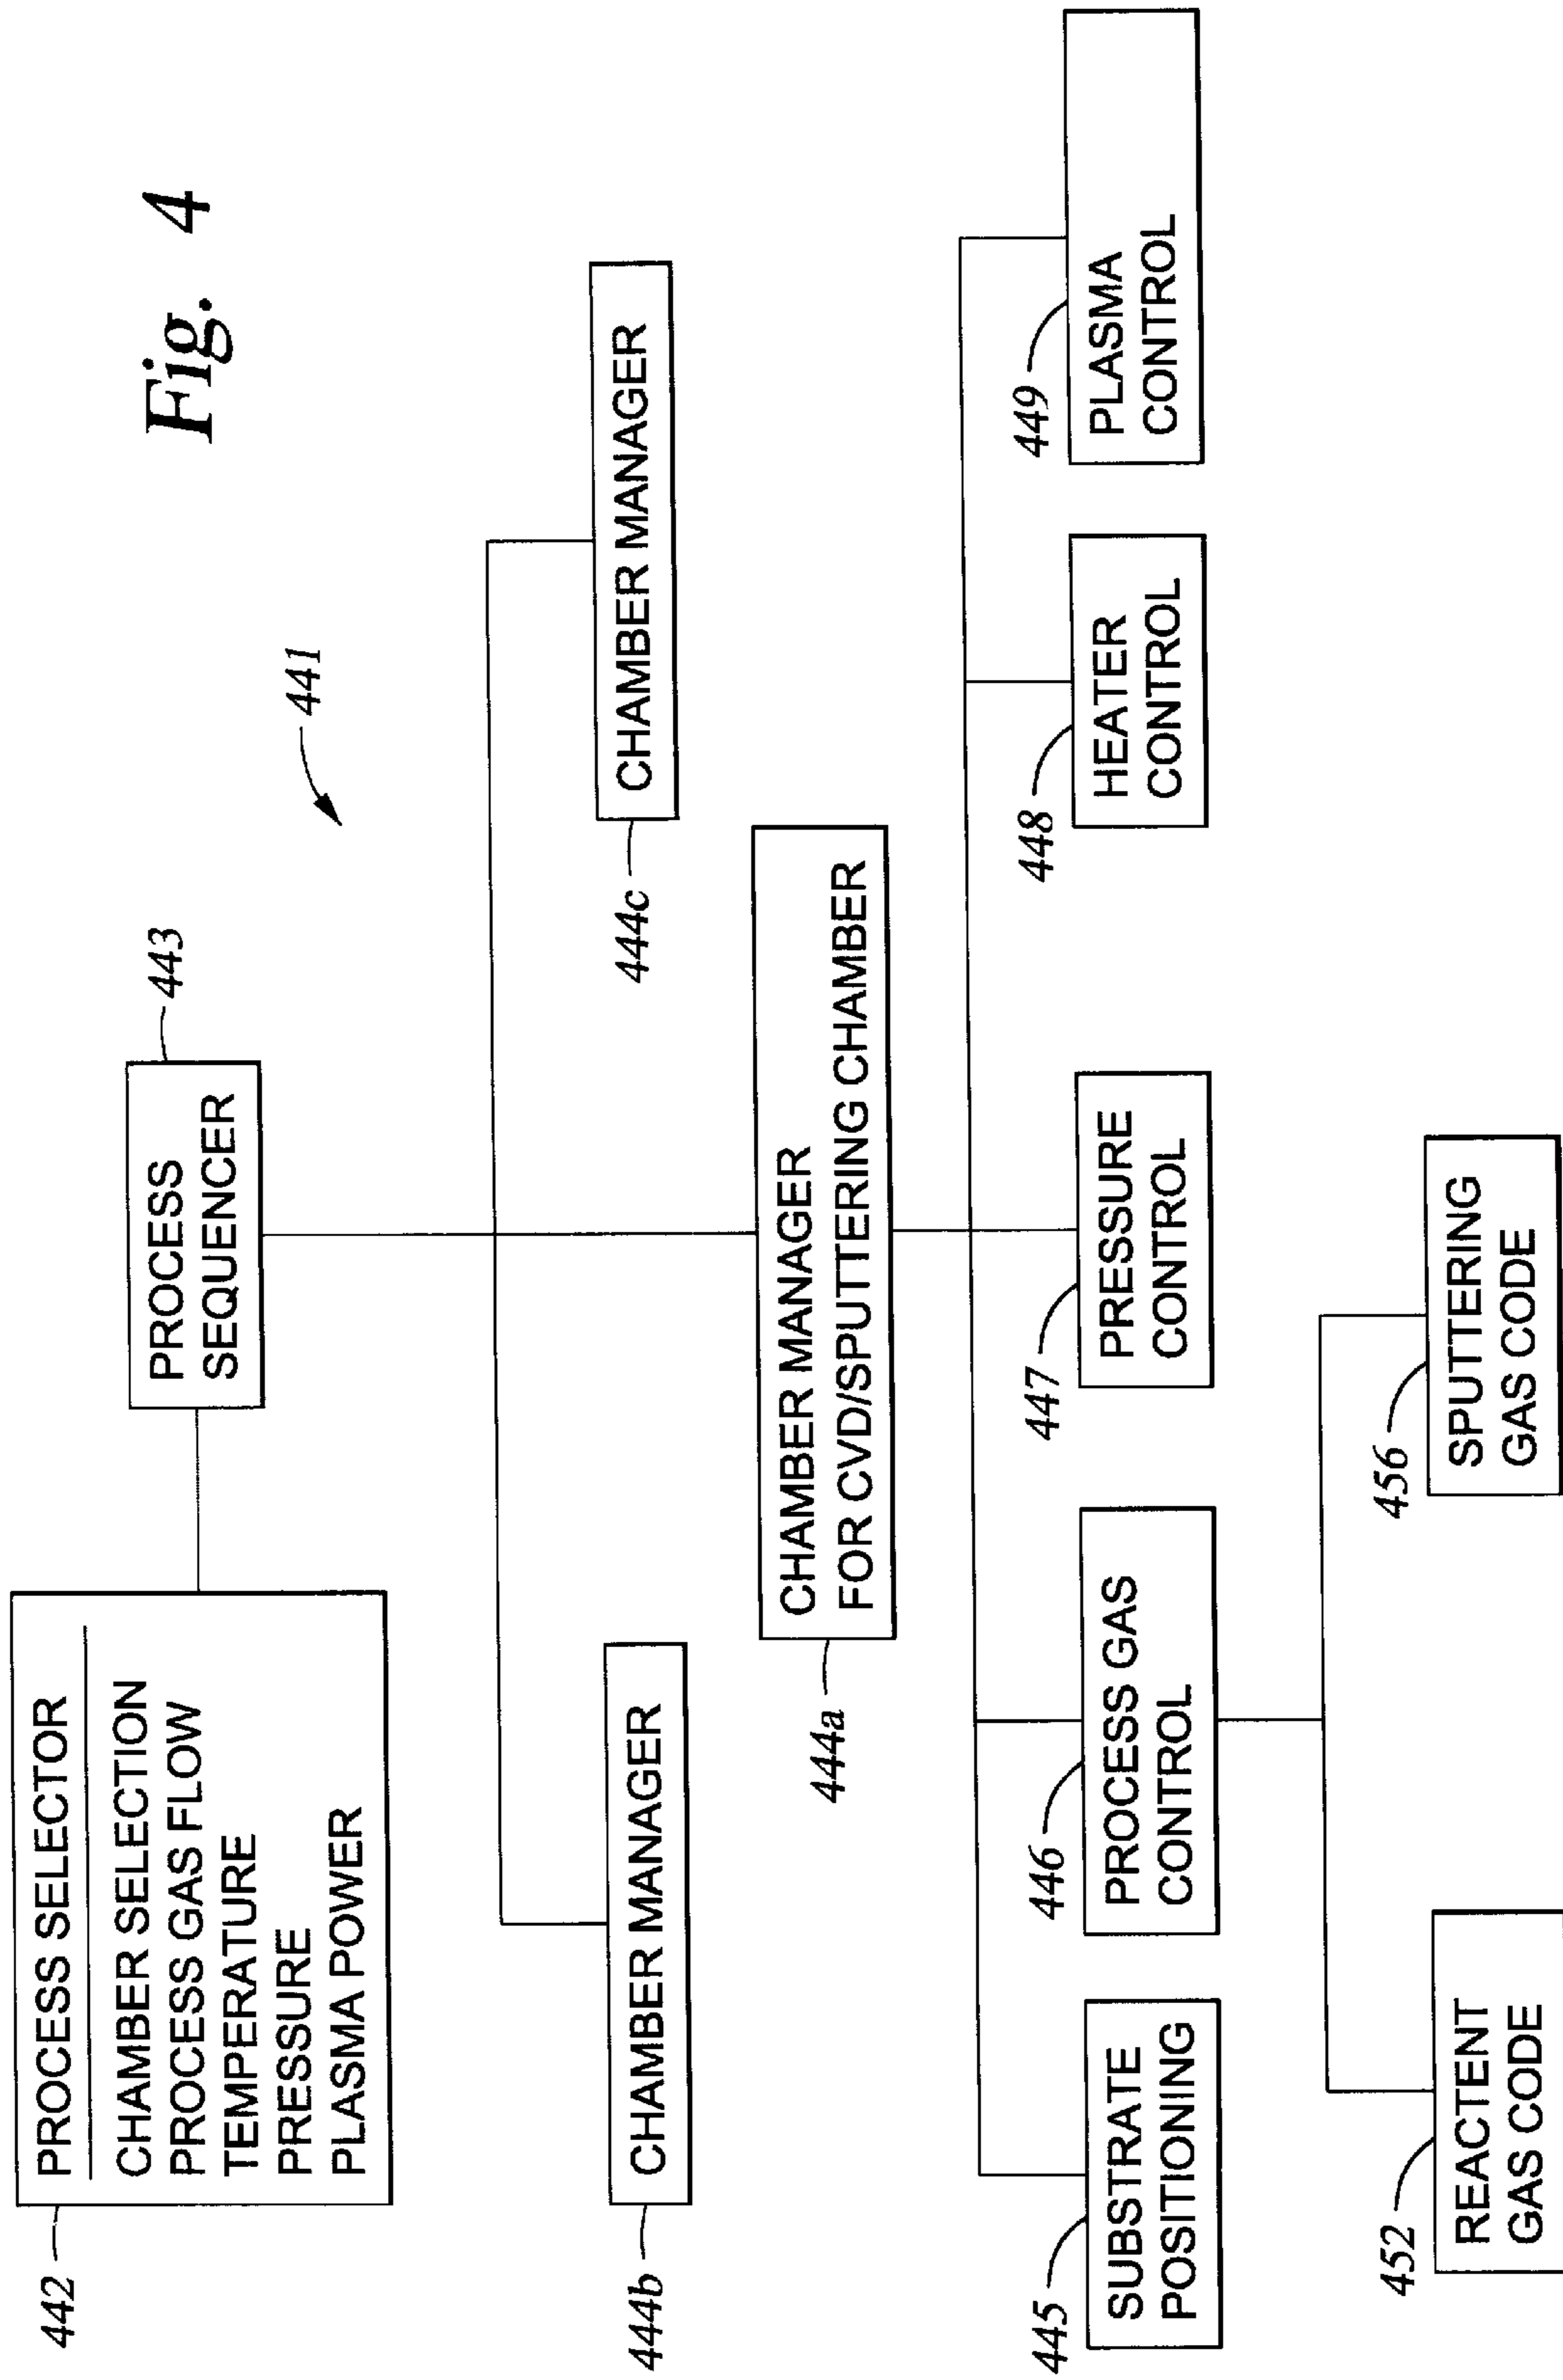 Fig. 4
441
442
PROCESS SELECTOR
CHAMBER SELECTION
PROCESS GAS FLOW
TEMPERATURE
PRESSURE
PLASMA POWER
PROCESS
SEQUENCER
443
444b
CHAMBER MANAGER
444c
CHAMBER MANAGER
444a
CHAMBER MANAGER
FOR CVD/SPUTTERING CHAMBER
445
SUBSTRATE
POSITIONING
446
PROCESS GAS
CONTROL
447
PRESSURE
CONTROL
448
HEATER
CONTROL
449
PLASMA
CONTROL
452
REACTENT
GAS CODE
456
SPUTTERING
GAS CODE